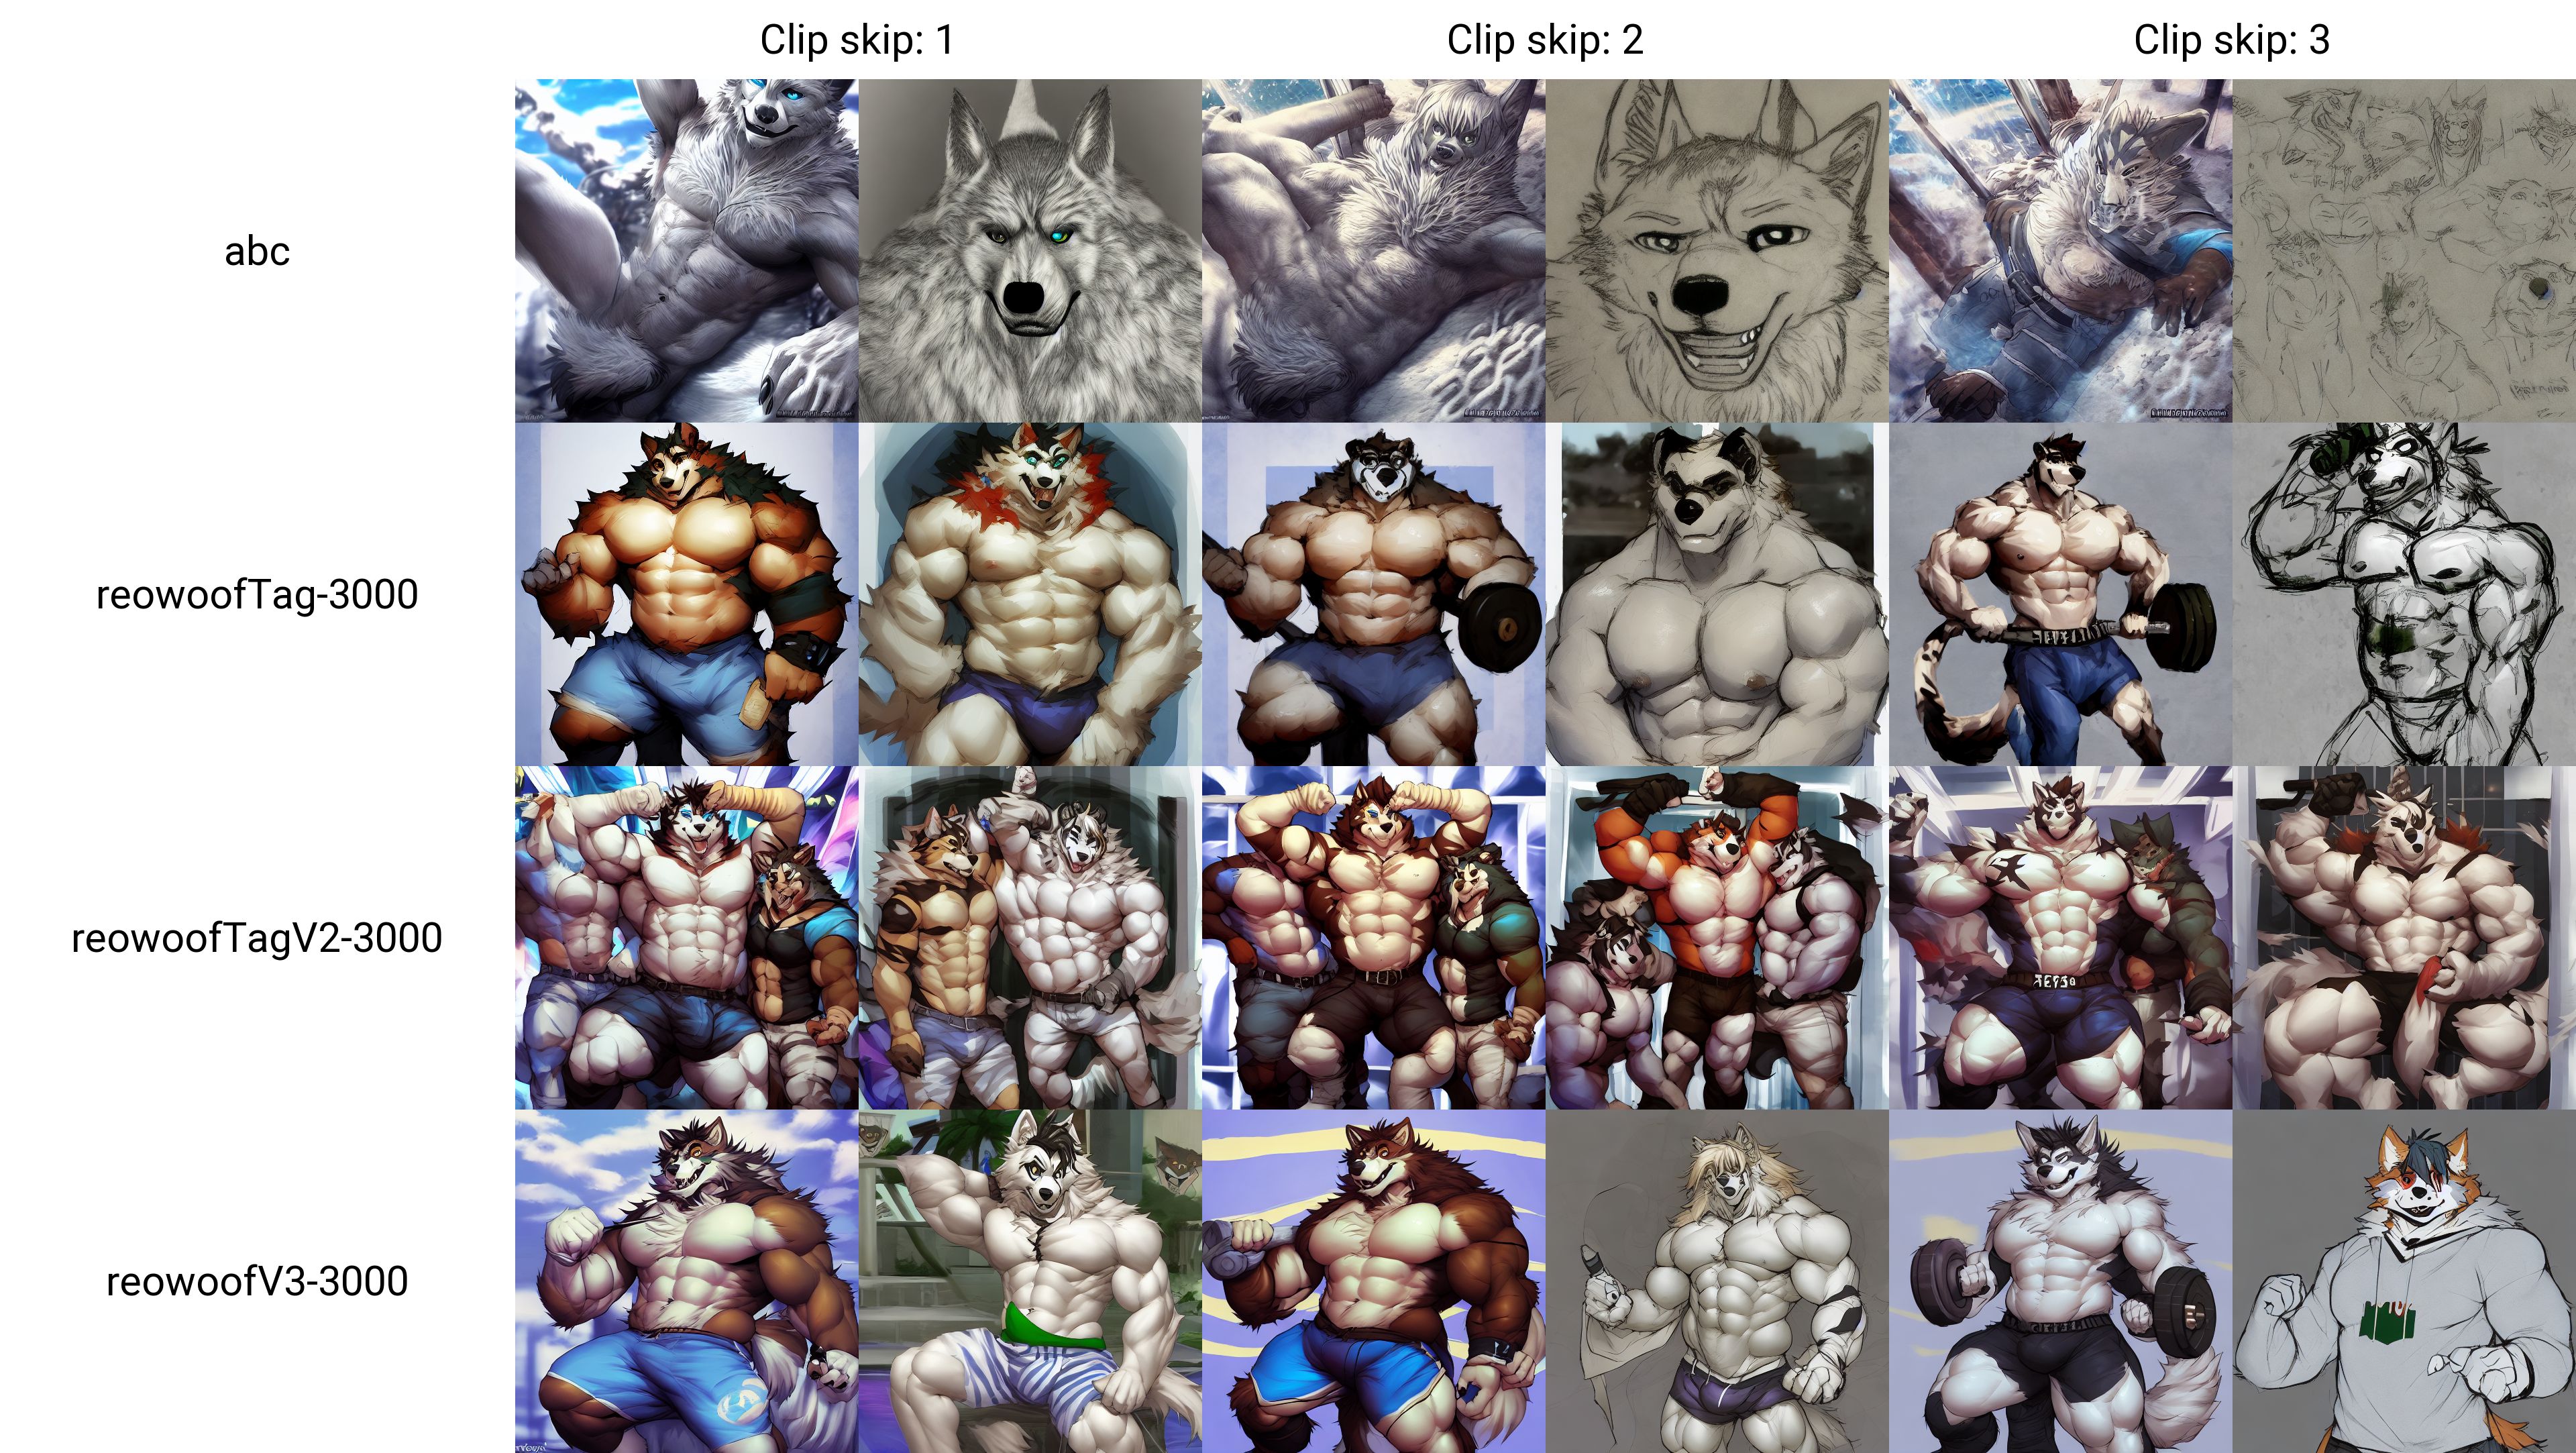 Clip skip: 1
Clip skip: 2
Clip skip: 3
abc
reowoofTag-3000
reowoofTagV2-3000
reowoofV3-3000